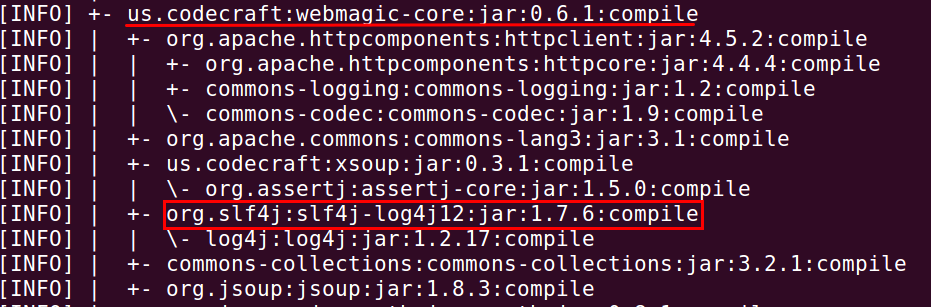 [INFO] +- us.codecraft:webmagic-core:jar:0.6.1:compile
[INFO] |  +- org.apache.httpcomponents:httpclient:jar:4.5.2:compile
[INFO] |  |  +- org.apache.httpcomponents:httpcore:jar:4.4.4:compile
[INFO] |  |  +- commons-logging:commons-logging:jar:1.2:compile
[INFO] |  |  \- commons-codec:commons-codec:jar:1.9:compile
[INFO] |  +- org.apache.commons:commons-lang3:jar:3.1:compile
[INFO] |  +- us.codecraft:xsoup:jar:0.3.1:compile
[INFO] |  |  \- org.assertj:assertj-core:jar:1.5.0:compile
[INFO] |  +- org.slf4j:slf4j-log4j12:jar:1.7.6:compile
[INFO] |  |  \- log4j:log4j:jar:1.2.17:compile
[INFO] |  +- commons-collections:commons-collections:jar:3.2.1:compile
[INFO] |  +- org.jsoup:jsoup:jar:1.8.3:compile